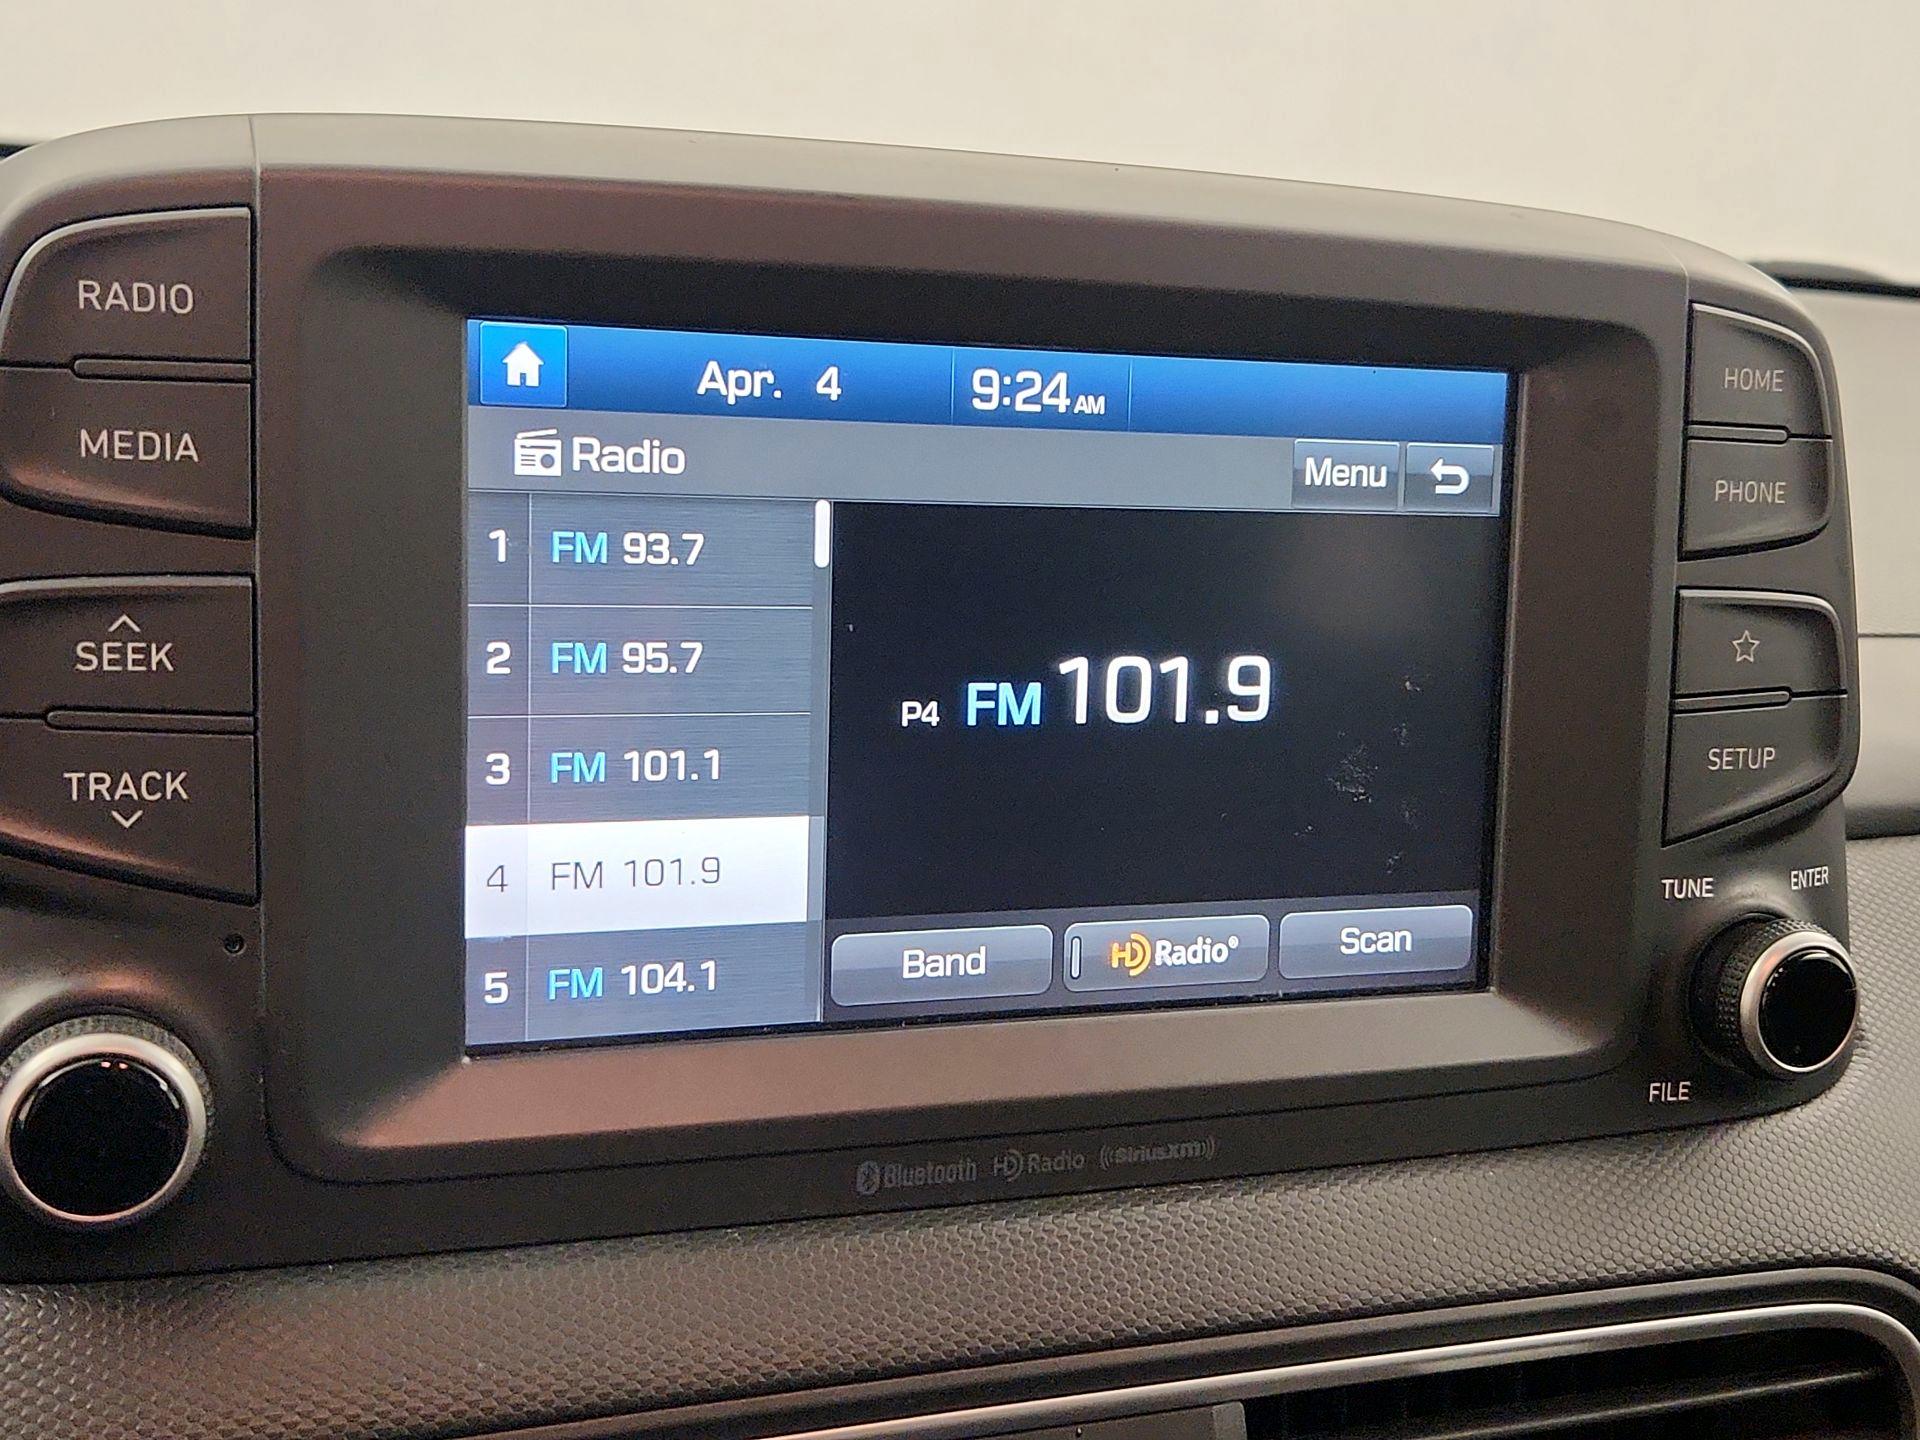 RADIO
MEDIA
SEEK
TRACK
Apr. 4 9:24 AM
Radio
Menu
1 FM 93.7
2 FM 95.7
3 FM 101.1
4 FM 101.9
5 FM 104.1
P4 FM 101.9
Band
HD Radio®
Scan
HOME
PHONE
SETUP
TUNE
ENTER
FILE
Bluetooth HD Radio ((SiriusXM))